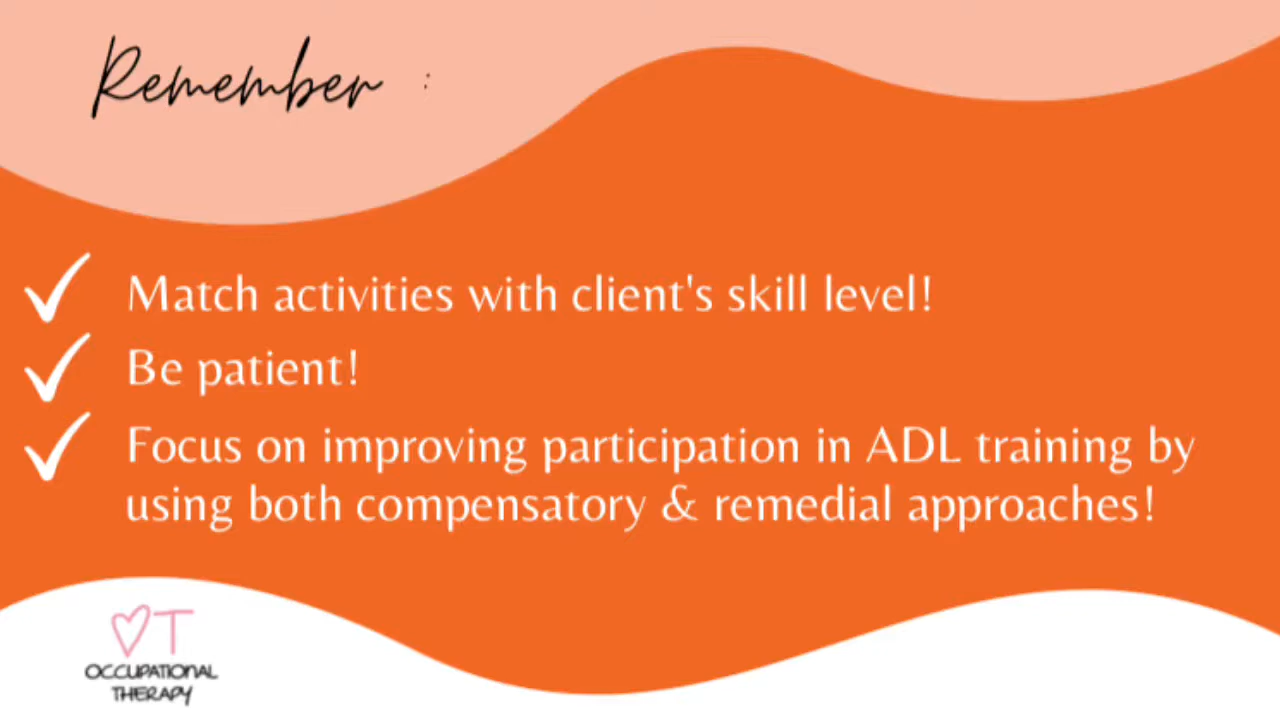 Remember :
Match activities with client's skill level!
Be patient!
Focus on improving participation in ADL training by
using both compensatory & remedial approaches!
OT
OCCUPATIONAL
THERAPY